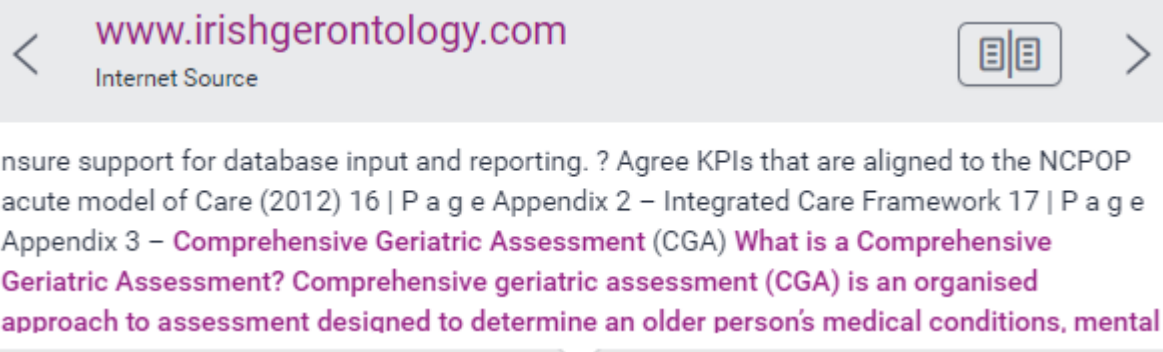 www.irishgerontology.com
Internet Source
nsure support for database input and reporting. ? Agree KPIs that are aligned to the NCPOP
acute model of Care (2012) 16 | P a g e Appendix 2 – Integrated Care Framework 17 | P a g e
Appendix 3 – Comprehensive Geriatric Assessment (CGA) What is a Comprehensive
Geriatric Assessment? Comprehensive geriatric assessment (CGA) is an organised
approach to assessment designed to determine an older person's medical conditions, mental